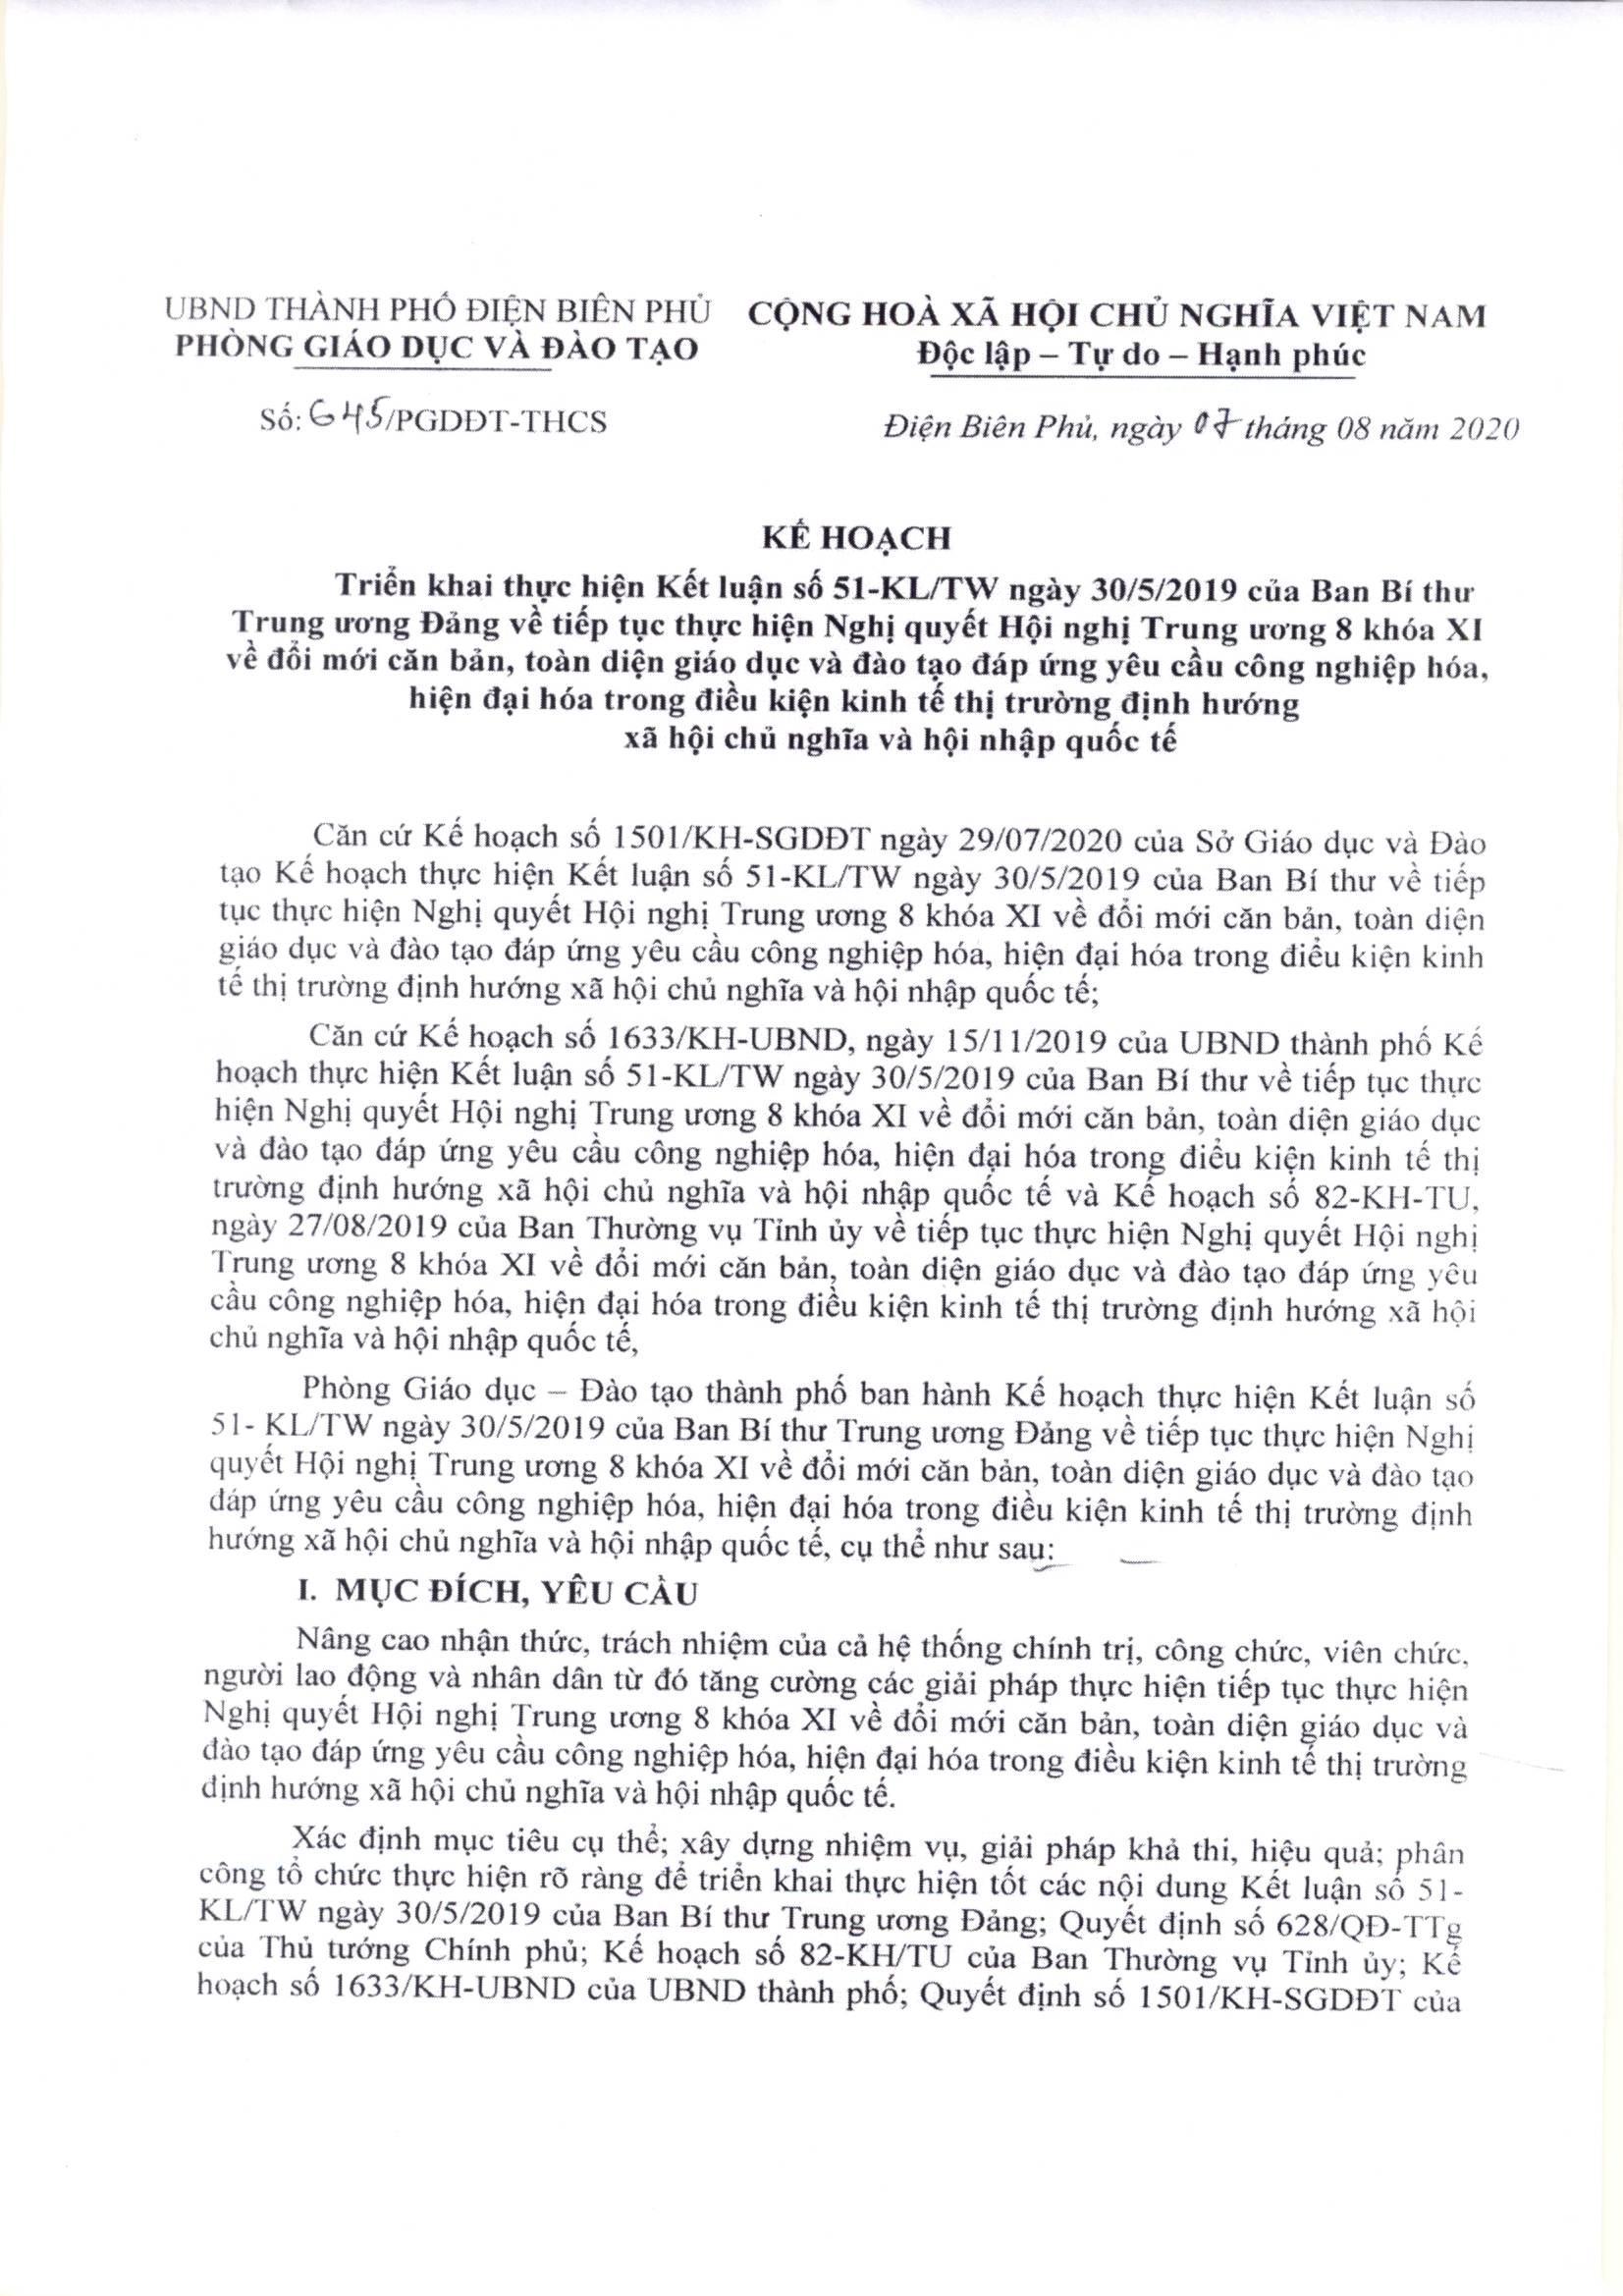 UBND THÀNH PHỐ ĐIỆN BIÊN PHỦ
PHÒNG GIÁO DỤC VÀ ĐÀO TẠO
CỘNG HOÀ XÃ HỘI CHỦ NGHĨA VIỆT NAM
Độc lập – Tự do – Hạnh phúc
Số: 645/PGDĐT-THCS
Điện Biên Phủ, ngày 07 tháng 08 năm 2020
KẾ HOẠCH
Triển khai thực hiện Kết luận số 51-KL/TW ngày 30/5/2019 của Ban Bí thư
Trung ương Đảng về tiếp tục thực hiện Nghị quyết Hội nghị Trung ương 8 khóa XI
về đổi mới căn bản, toàn diện giáo dục và đào tạo đáp ứng yêu cầu công nghiệp hóa,
hiện đại hóa trong điều kiện kinh tế thị trường định hướng
xã hội chủ nghĩa và hội nhập quốc tế
Căn cứ Kế hoạch số 1501/KH-SGDĐT ngày 29/07/2020 của Sở Giáo dục và Đào
tạo Kế hoạch thực hiện Kết luận số 51-KL/TW ngày 30/5/2019 của Ban Bí thư về tiếp
tục thực hiện Nghị quyết Hội nghị Trung ương 8 khóa XI về đổi mới căn bản, toàn diện
giáo dục và đào tạo đáp ứng yêu cầu công nghiệp hóa, hiện đại hóa trong điều kiện kinh
tế thị trường định hướng xã hội chủ nghĩa và hội nhập quốc tế;
Căn cứ Kế hoạch số 1633/KH-UBND, ngày 15/11/2019 của UBND thành phố Kế
hoạch thực hiện Kết luận số 51-KL/TW ngày 30/5/2019 của Ban Bí thư về tiếp tục thực
hiện Nghị quyết Hội nghị Trung ương 8 khóa XI về đổi mới căn bản, toàn diện giáo dục
và đào tạo đáp ứng yêu cầu công nghiệp hóa, hiện đại hóa trong điều kiện kinh tế thị
trường định hướng xã hội chủ nghĩa và hội nhập quốc tế và Kế hoạch số 82-KH-TU,
ngày 27/08/2019 của Ban Thường vụ Tỉnh ủy về tiếp tục thực hiện Nghị quyết Hội nghị
Trung ương 8 khóa XI về đổi mới căn bản, toàn diện giáo dục và đào tạo đáp ứng yêu
cầu công nghiệp hóa, hiện đại hóa trong điều kiện kinh tế thị trường định hướng xã hội
chủ nghĩa và hội nhập quốc tế,
Phòng Giáo dục – Đào tạo thành phố ban hành Kế hoạch thực hiện Kết luận số
51- KL/TW ngày 30/5/2019 của Ban Bí thư Trung ương Đảng về tiếp tục thực hiện Nghị
quyết Hội nghị Trung ương 8 khóa XI về đổi mới căn bản, toàn diện giáo dục và đào tạo
đáp ứng yêu cầu công nghiệp hóa, hiện đại hóa trong điều kiện kinh tế thị trường định
hướng xã hội chủ nghĩa và hội nhập quốc tế, cụ thể như sau:
I. MỤC ĐÍCH, YÊU CẦU
Nâng cao nhận thức, trách nhiệm của cả hệ thống chính trị, công chức, viên chức,
người lao động và nhân dân từ đó tăng cường các giải pháp thực hiện tiếp tục thực hiện
Nghị quyết Hội nghị Trung ương 8 khóa XI về đổi mới căn bản, toàn diện giáo dục và
đào tạo đáp ứng yêu cầu công nghiệp hóa, hiện đại hóa trong điều kiện kinh tế thị trường
định hướng xã hội chủ nghĩa và hội nhập quốc tế.
Xác định mục tiêu cụ thể; xây dựng nhiệm vụ, giải pháp khả thi, hiệu quả; phân
công tổ chức thực hiện rõ ràng để triển khai thực hiện tốt các nội dung Kết luận số 51-
KL/TW ngày 30/5/2019 của Ban Bí thư Trung ương Đảng; Quyết định số 628/QĐ-TTg
của Thủ tướng Chính phủ; Kế hoạch số 82-KH/TU của Ban Thường vụ Tỉnh ủy; Kế
hoạch số 1633/KH-UBND của UBND thành phố; Quyết định số 1501/KH-SGDĐT của